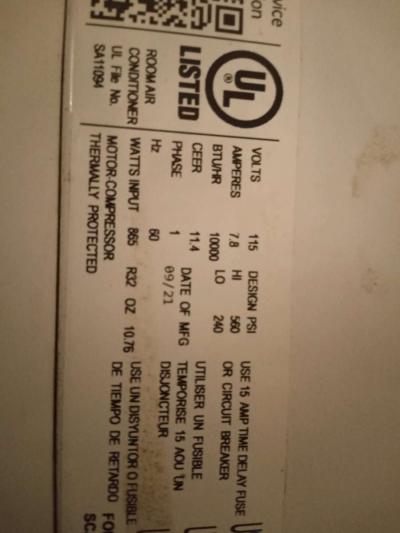 vice
on
UL ®
LISTED
ROOM AIR
CONDITIONER
UL File No.
SA11094
VOLTS 115 DESIGN PSI
AMPERES 7.8 HI 560
BTU/HR 10000 LO 240
CEER 11.4
PHASE 1 DATE OF MFG
Hz 60 09/21
WATTS INPUT 865 R32 OZ 10.76
MOTOR-COMPRESSOR
THERMALLY PROTECTED
USE 15 AMP TIME DELAY FUSE
OR CIRCUIT BREAKER
UTILISER UN FUSIBLE
TEMPORISE 15 AOU 'UN
DISJONCTEUR
USE UN DISYUNTOR O FUSIBLE
DE TIEMPO DE RETARDO
FO
SC